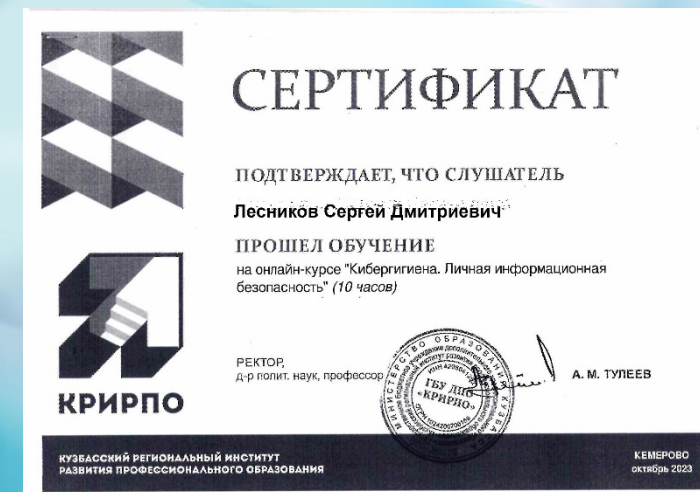 СЕРТИФИКАТ
ПОДТВЕРЖДАЕТ, ЧТО СЛУШАТЕЛЬ
Лесников Сергей Дмитриевич
ПРОШЕЛ ОБУЧЕНИЕ
на онлайн-курсе "Кибергигиена. Личная информационная
безопасность" (10 часов)
РЕКТОР,
д-р полит. наук, профессор
ГБУ ДПО
«КРИРПО»
А. М. ТУЛЕЕВ
КРИРПО
КУЗБАССКИЙ РЕГИОНАЛЬНЫЙ ИНСТИТУТ
РАЗВИТИЯ ПРОФЕССИОНАЛЬНОГО ОБРАЗОВАНИЯ
КЕМЕРОВО
октябрь 2023